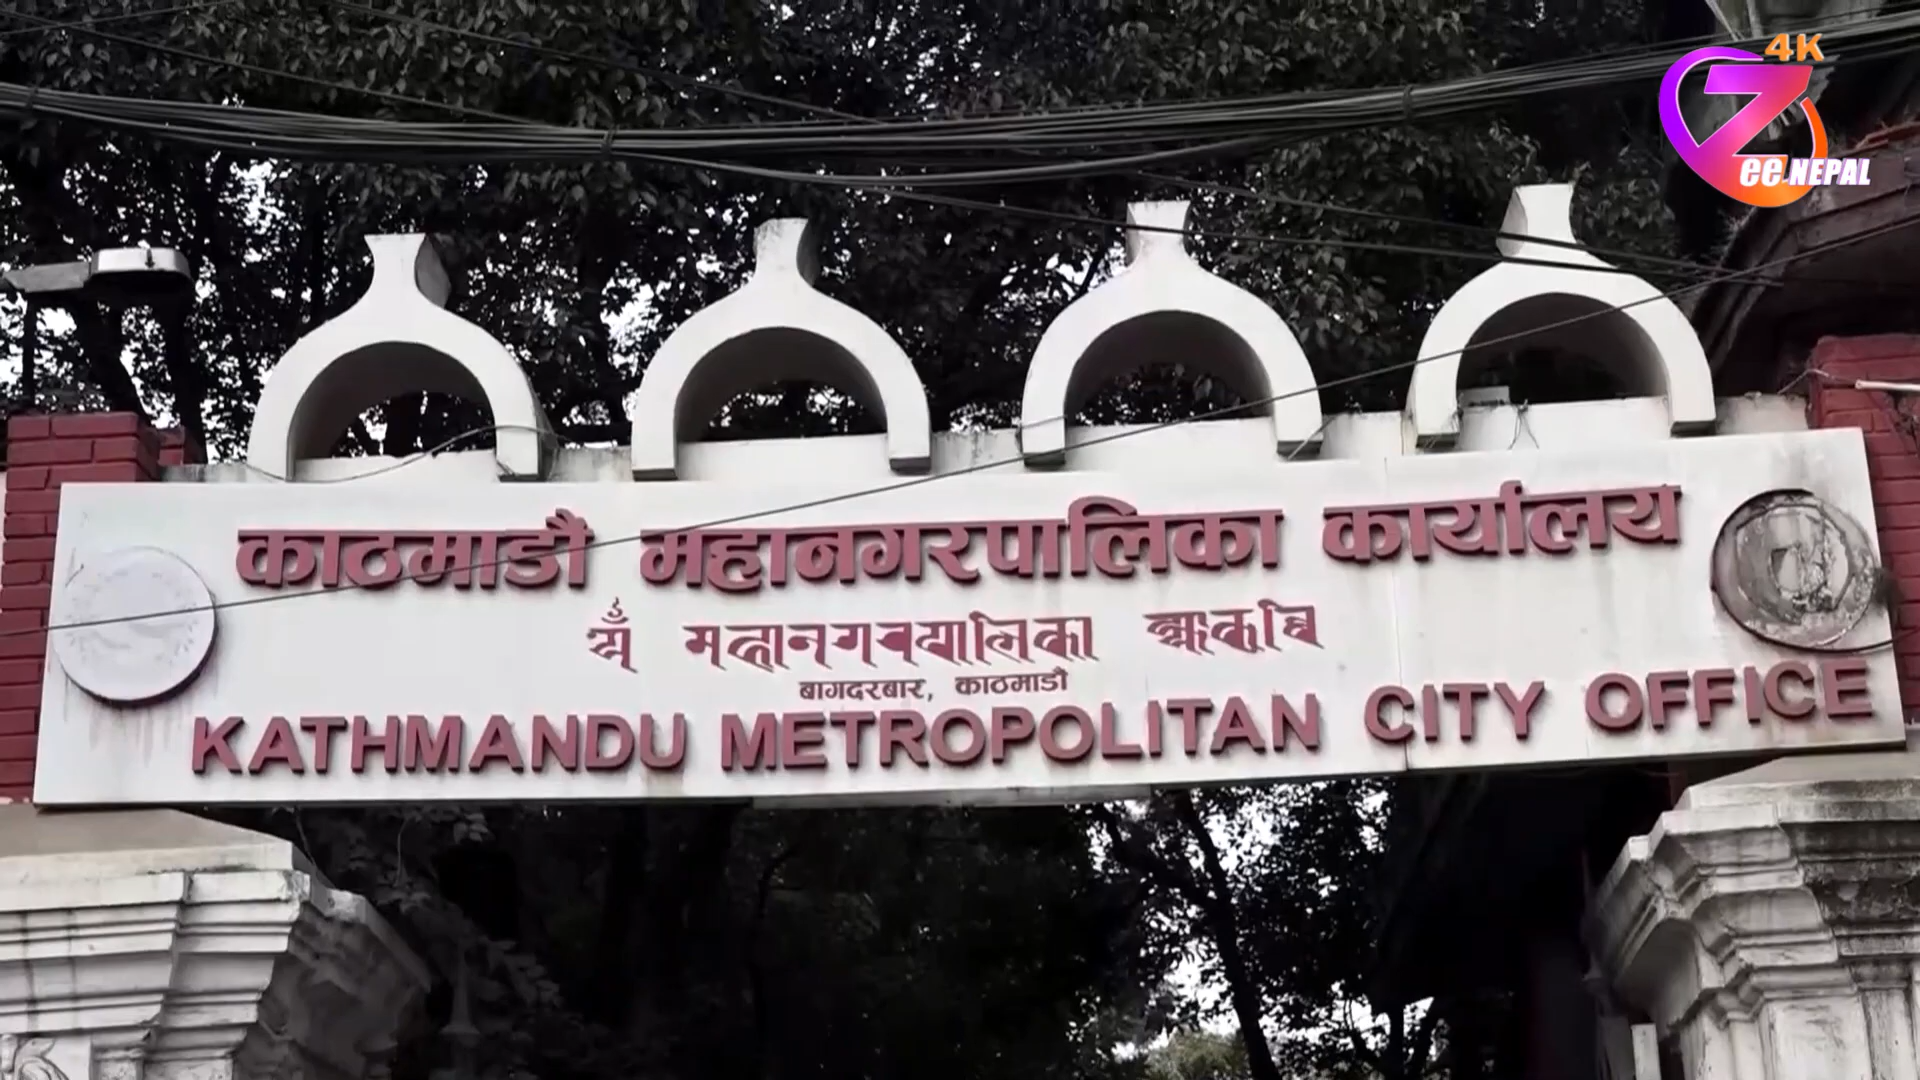 4K
Zee NEPAL
काठमाडौं महानगरपालिका कार्यालय
बागदरबार, काठमाडौं
KATHMANDU METROPOLITAN CITY OFFICE